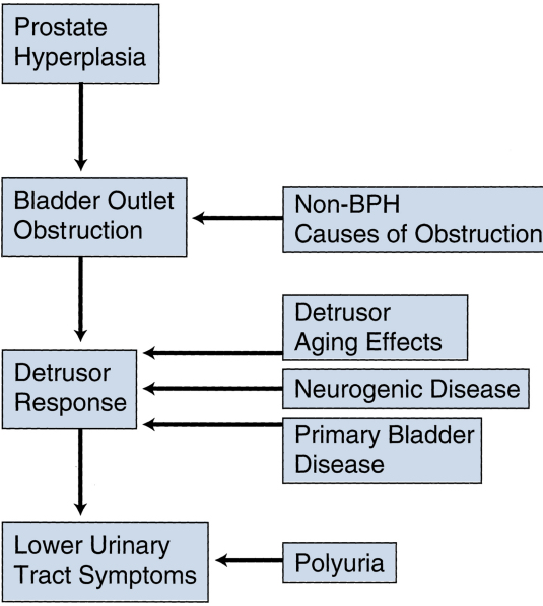 Prostate
Hyperplasia
Bladder Outlet
Obstruction
Non-BPH
Causes of Obstruction
Detrusor
Aging Effects
Detrusor
Response
Neurogenic Disease
Primary Bladder
Disease
Lower Urinary
Tract Symptoms
Polyuria